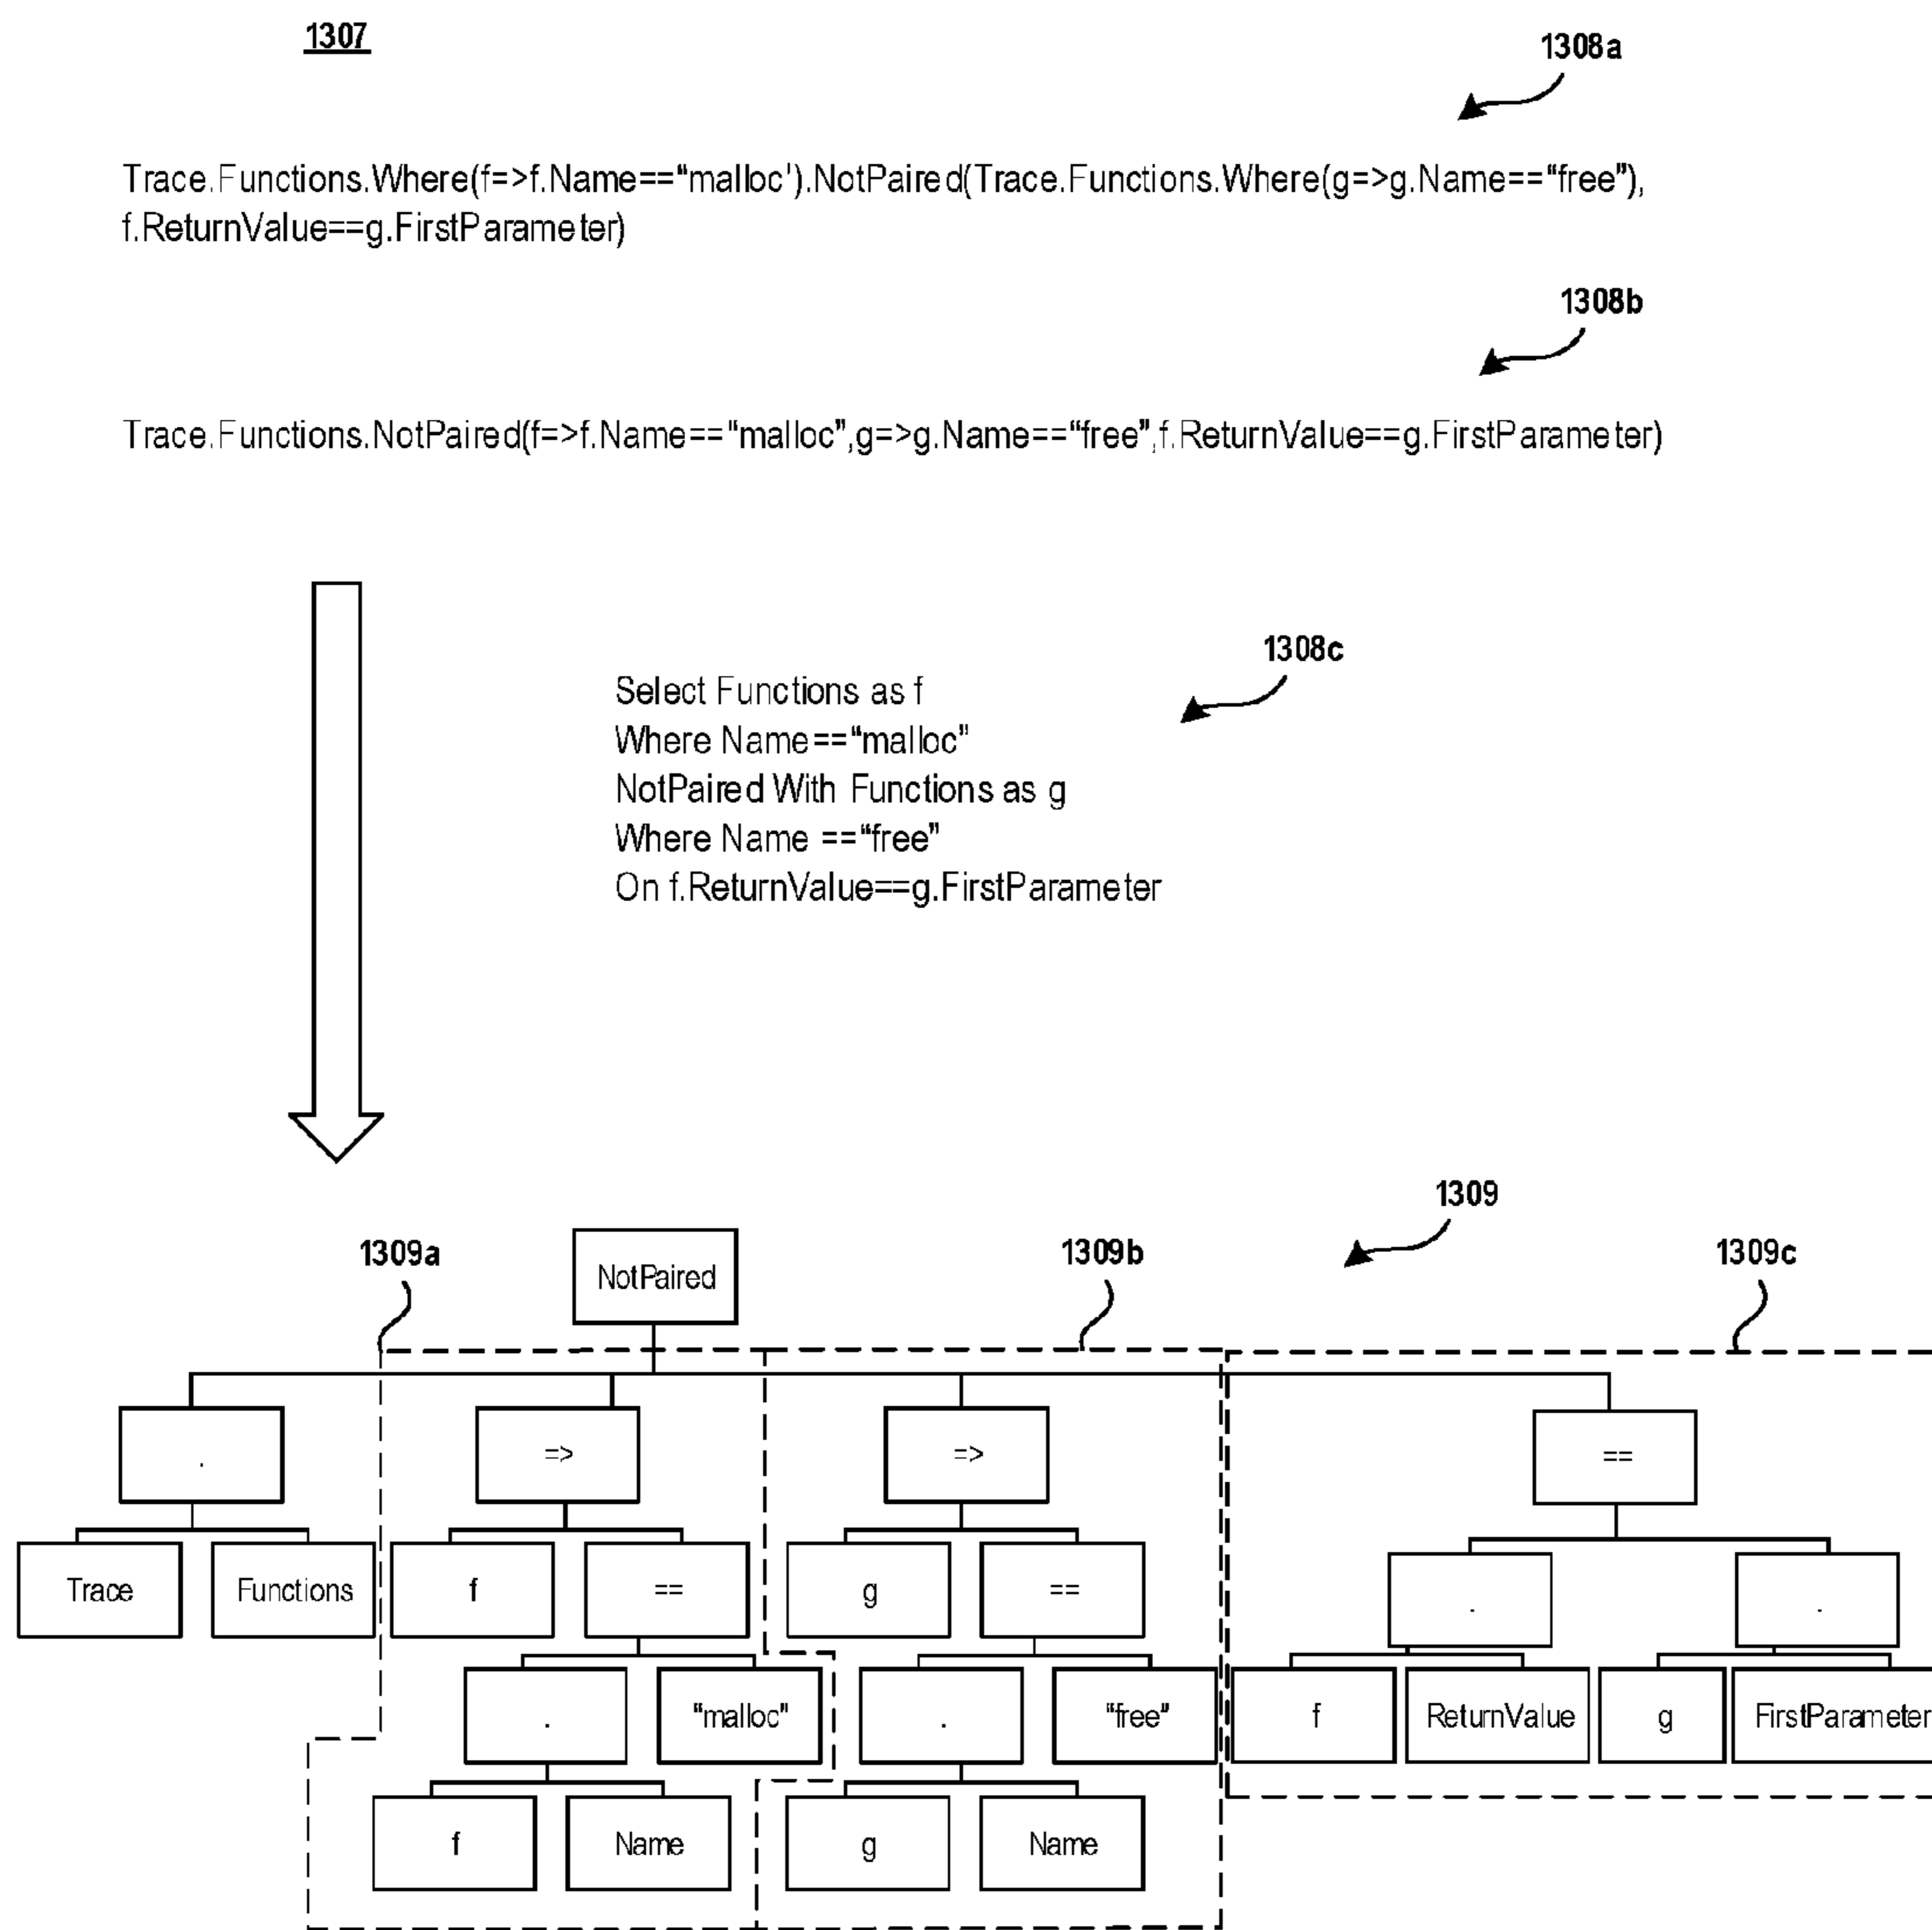 1307
1308a
Trace.Functions.Where(f=>f.Name==“malloc').NotPaired(Trace.Functions.Where(g=>g.Name==“free”),
f.ReturnValue==g.FirstParameter)
1308b
Trace.Functions.NotPaired(f=>f.Name==“malloc”,g=>g.Name==“free”,f.ReturnValue==g.FirstParameter)
1308c
Select Functions as f
Where Name==“malloc”
NotPaired With Functions as g
Where Name ==“free”
On f.ReturnValue==g.FirstParameter
1309
1309a
NotPaired
1309b
1309c
. => => ==
Trace Functions f == g == . .
. “malloc” . “free” f ReturnValue g FirstParameter
f Name g Name